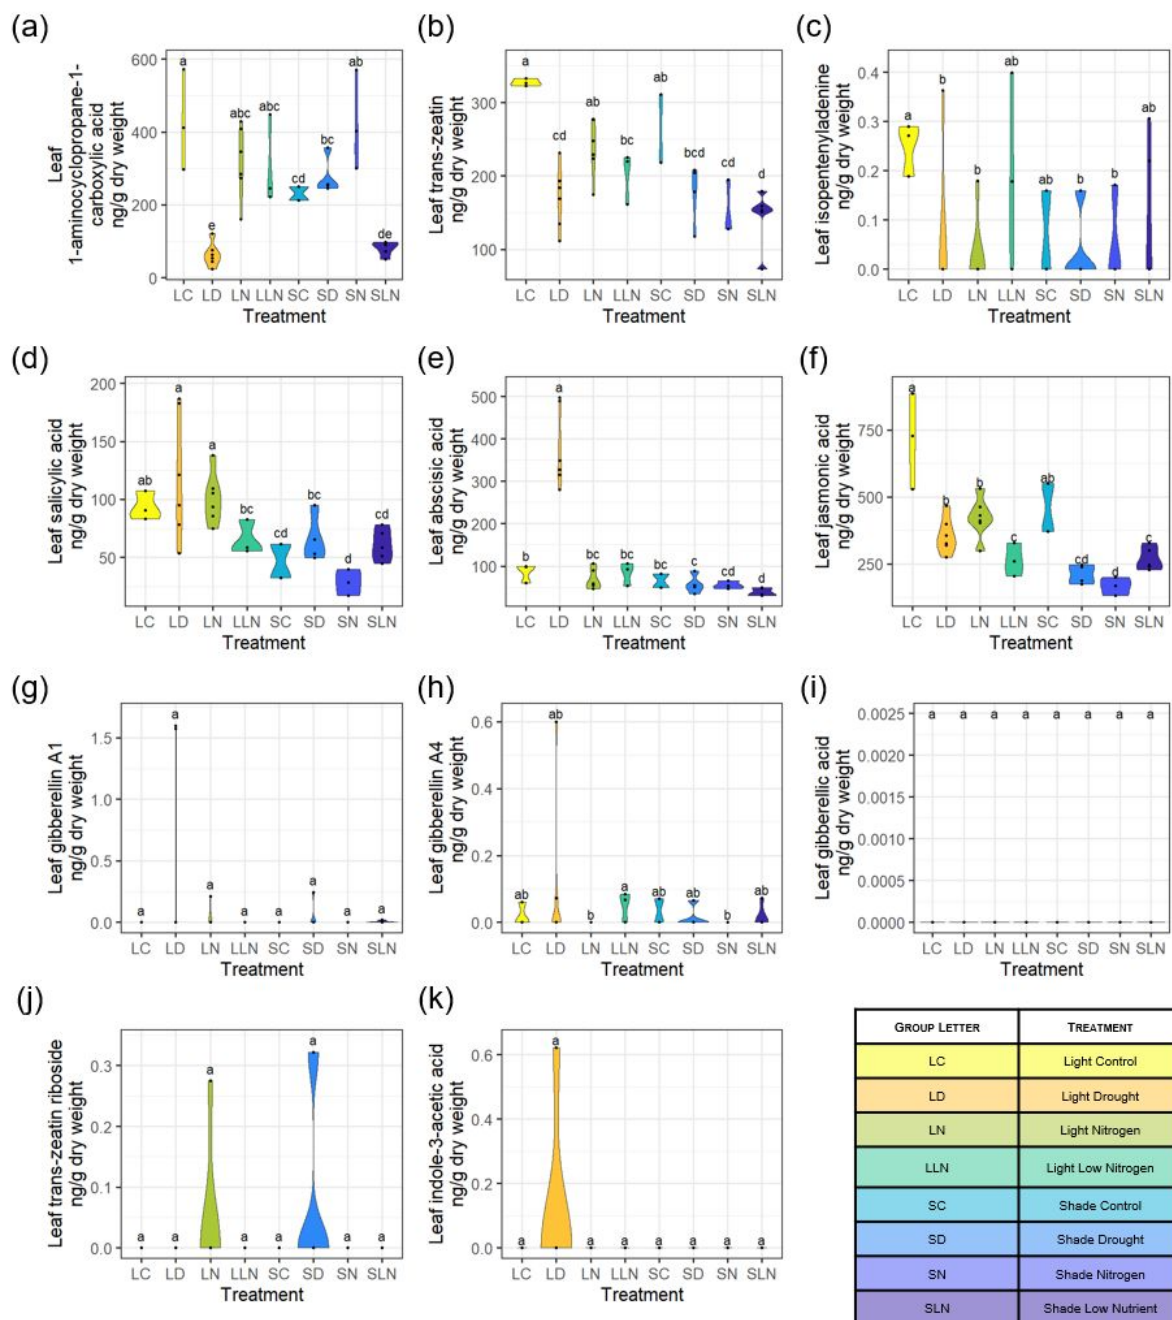 (a)
Leaf
1-aminocyclopropane-1-
carboxylic acid
ng/g dry weight
600
400
200
0
a
e
abc
abc
cd
bc
ab
de
LC LD LN LLN SC SD SN SLN
Treatment
(b)
Leaf trans-zeatin
ng/g dry weight
300
200
100
a
cd
ab
bc
ab
bcd
cd
d
LC LD LN LLN SC SD SN SLN
Treatment
(c)
Leaf isopentenyladenine
ng/g dry weight
0.4
0.3
0.2
0.1
0.0
a
b
b
ab
ab
b
b
ab
LC LD LN LLN SC SD SN SLN
Treatment
(d)
Leaf salicylic acid
ng/g dry weight
200
150
100
50
ab
a
a
bc
cd
bc
d
cd
LC LD LN LLN SC SD SN SLN
Treatment
(e)
Leaf abscisic acid
ng/g dry weight
500
400
300
200
100
0
b
a
bc
bc
bc
c
cd
d
LC LD LN LLN SC SD SN SLN
Treatment
(f)
Leaf jasmonic acid
ng/g dry weight
750
500
250
a
b
b
c
ab
cd
d
c
LC LD LN LLN SC SD SN SLN
Treatment
(g)
Leaf gibberellin A1
ng/g dry weight
1.5
1.0
0.5
0.0
a
a
a
a
a
a
a
a
LC LD LN LLN SC SD SN SLN
Treatment
(h)
Leaf gibberellin A4
ng/g dry weight
0.6
0.4
0.2
0.0
ab
ab
b
a
ab
ab
b
ab
LC LD LN LLN SC SD SN SLN
Treatment
(i)
Leaf gibberellic acid
ng/g dry weight
0.0025
0.0020
0.0015
0.0010
0.0005
0.0000
a a a a a a a a
LC LD LN LLN SC SD SN SLN
Treatment
(j)
Leaf trans-zeatin riboside
ng/g dry weight
0.3
0.2
0.1
0.0
a
a
a
a
a
a
a
a
LC LD LN LLN SC SD SN SLN
Treatment
(k)
Leaf indole-3-acetic acid
ng/g dry weight
0.6
0.4
0.2
0.0
a
a
a
a
a
a
a
a
LC LD LN LLN SC SD SN SLN
Treatment
GROUP LETTER TREATMENT
LC Light Control
LD Light Drought
LN Light Nitrogen
LLN Light Low Nitrogen
SC Shade Control
SD Shade Drought
SN Shade Nitrogen
SLN Shade Low Nutrient